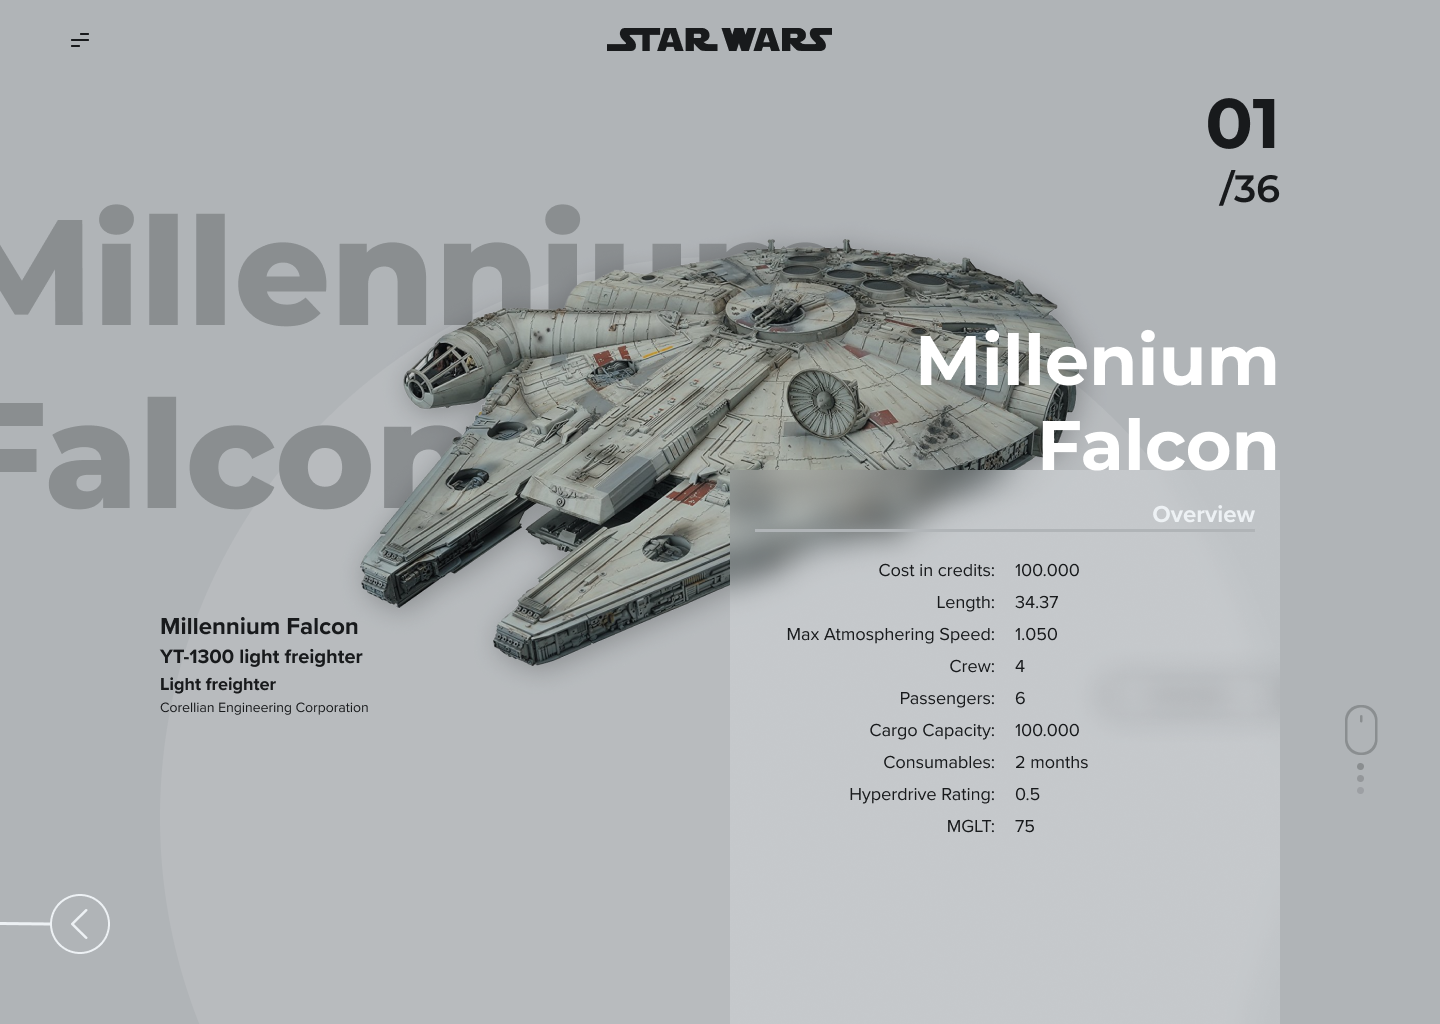 STAR WARS
01
/36
Millennium
Falcon
Millenium
Falcon
Overview
Cost in credits: 100.000
Length: 34.37
Max Atmosphering Speed: 1.050
Crew: 4
Passengers: 6
Cargo Capacity: 100.000
Consumables: 2 months
Hyperdrive Rating: 0.5
MGLT: 75
Millennium Falcon
YT-1300 light freighter
Light freighter
Corellian Engineering Corporation